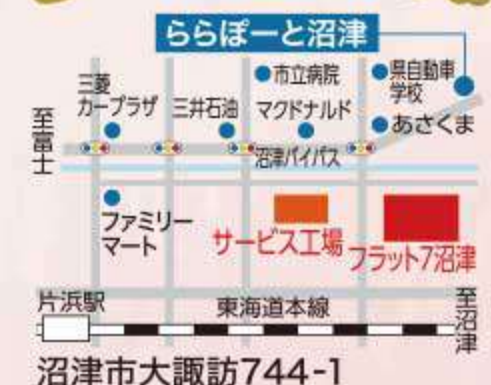 ららぽーと沼津
市立病院
県自動車
学校
三菱
カープラザ
三井石油
マクドナルド
あさくま
至富士
沼津バイパス
ファミリー
マート
サービス工場
フラット7沼津
片浜駅
東海道本線
至沼津
沼津市大諏訪744-1